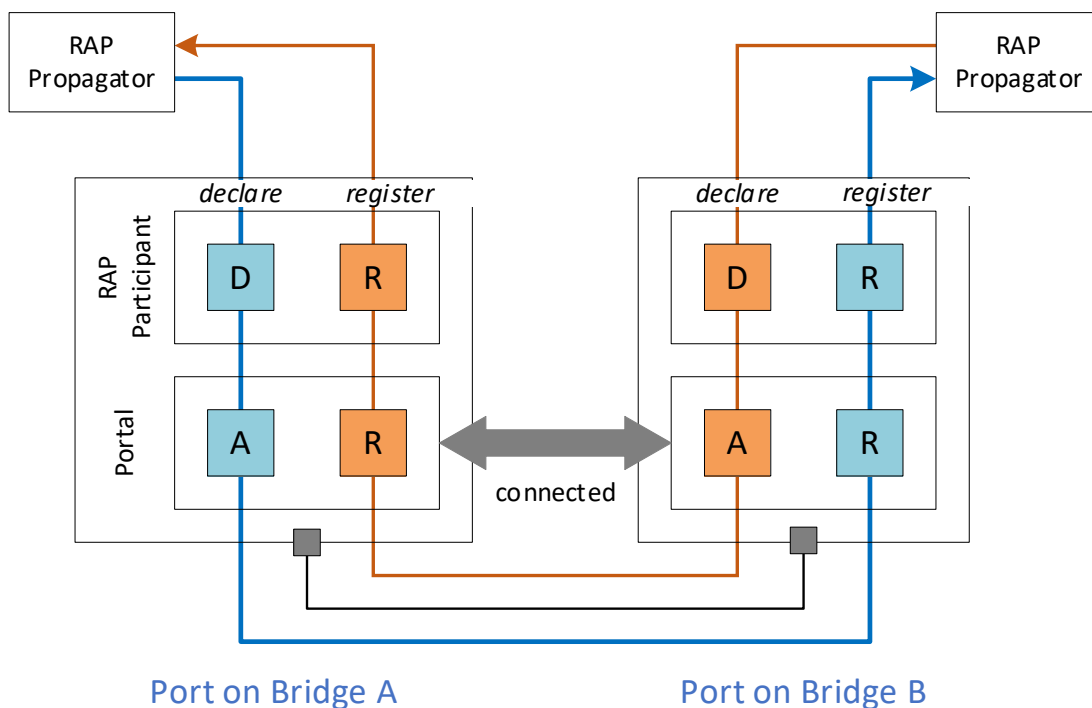 RAP
Propagator
RAP
Propagator
declare
register
declare
register
RAP
Participant
D
R
D
R
Portal
A
R
A
R
connected
Port on Bridge A
Port on Bridge B